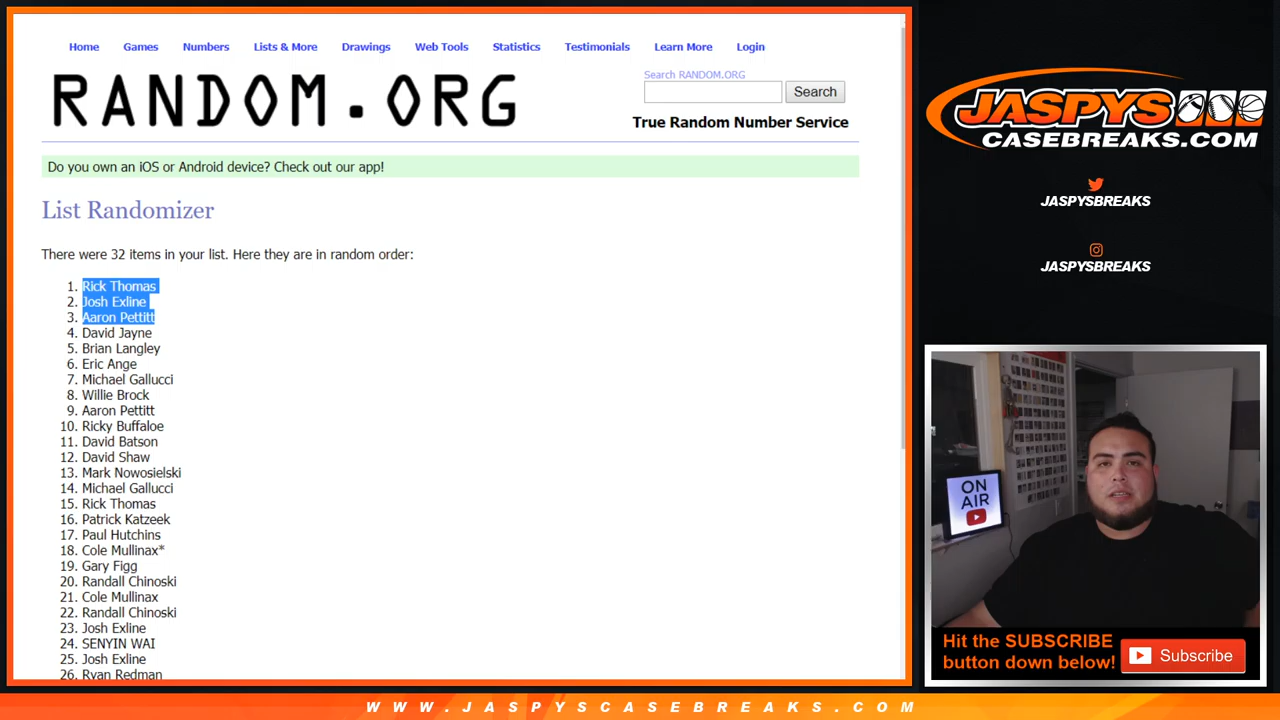 Home Games Numbers Lists & More Drawings Web Tools Statistics Testimonials Learn More Login
RANDOM.ORG
Search RANDOM.ORG
Search
True Random Number Service
Do you own an iOS or Android device? Check out our app!
List Randomizer
There were 32 items in your list. Here they are in random order:
1. Rick Thomas
2. Josh Exline
3. Aaron Pettitt
4. David Jayne
5. Brian Langley
6. Eric Ange
7. Michael Gallucci
8. Willie Brock
9. Aaron Pettitt
10. Ricky Buffaloe
11. David Batson
12. David Shaw
13. Mark Nowosielski
14. Michael Gallucci
15. Rick Thomas
16. Patrick Katzeek
17. Paul Hutchins
18. Cole Mullinax*
19. Gary Figg
20. Randall Chinoski
21. Cole Mullinax
22. Randall Chinoski
23. Josh Exline
24. SENYIN WAI
25. Josh Exline
26. Ryan Redman
JASPYS
CASEBREAKS.COM
JASPYSBREAKS
JASPYSBREAKS
ON
AIR
Hit the SUBSCRIBE
button down below!
Subscribe
WWW.JASPYSCASEBREAKS.COM